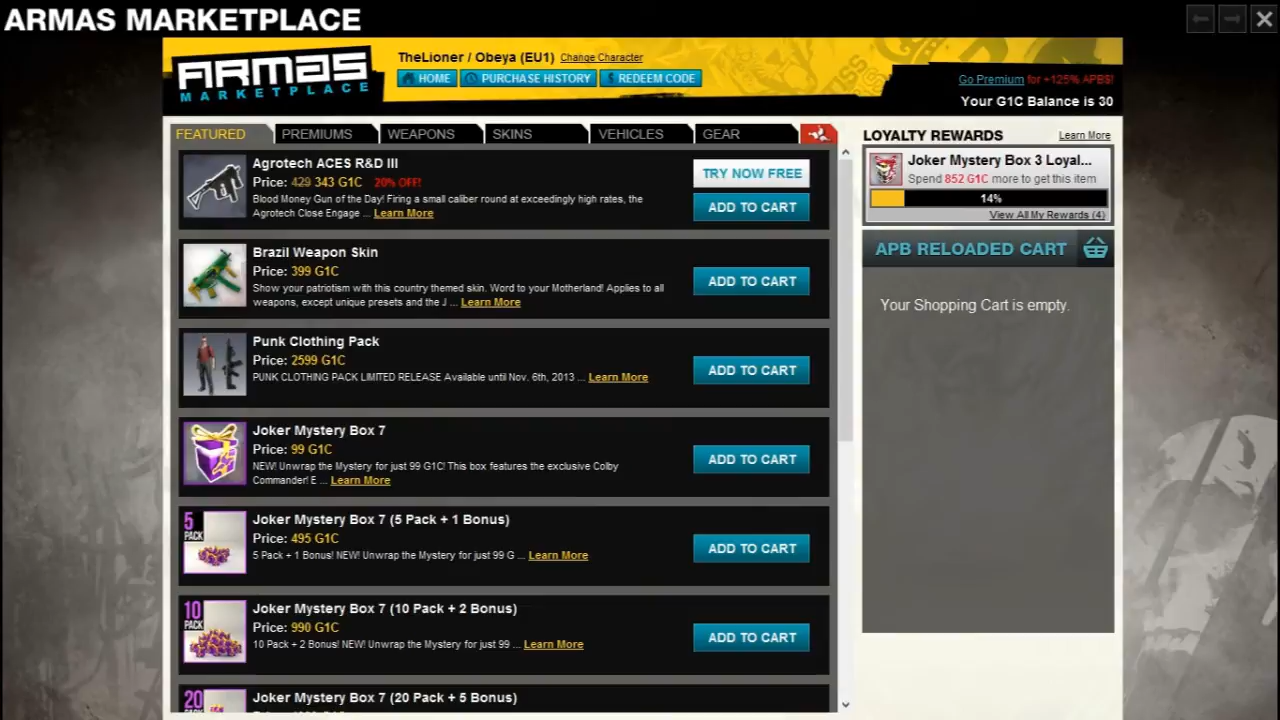 ARMAS MARKETPLACE
ARMAS
MARKETPLACE
TheLioner / Obeya (EU1) Change Character
HOME PURCHASE HISTORY REDEEM CODE
Go Premium for +125% APB$!
Your G1C Balance is 30
FEATURED PREMIUMS WEAPONS SKINS VEHICLES GEAR
Agrotech ACES R&D III
Price: 429 343 G1C 20% OFF!
Blood Money Gun of the Day! Firing a small caliber round at exceedingly high rates, the
Agrotech Close Engage ... Learn More
TRY NOW FREE
ADD TO CART
Brazil Weapon Skin
Price: 399 G1C
Show your patriotism with this country themed skin. Word to your Motherland! Applies to all
weapons, except unique presets and the J ... Learn More
ADD TO CART
Punk Clothing Pack
Price: 2599 G1C
PUNK CLOTHING PACK LIMITED RELEASE Available until Nov. 6th, 2013 ... Learn More
ADD TO CART
Joker Mystery Box 7
Price: 99 G1C
NEW! Unwrap the Mystery for just 99 G1C! This box features the exclusive Colby
Commander! E ... Learn More
ADD TO CART
5
PACK
Joker Mystery Box 7 (5 Pack + 1 Bonus)
Price: 495 G1C
5 Pack + 1 Bonus! NEW! Unwrap the Mystery for just 99 G ... Learn More
ADD TO CART
10
PACK
Joker Mystery Box 7 (10 Pack + 2 Bonus)
Price: 990 G1C
10 Pack + 2 Bonus! NEW! Unwrap the Mystery for just 99 ... Learn More
ADD TO CART
20
Joker Mystery Box 7 (20 Pack + 5 Bonus)
LOYALTY REWARDS Learn More
Joker Mystery Box 3 Loyal...
Spend 852 G1C more to get this item
14%
View All My Rewards (4)
APB RELOADED CART
Your Shopping Cart is empty.